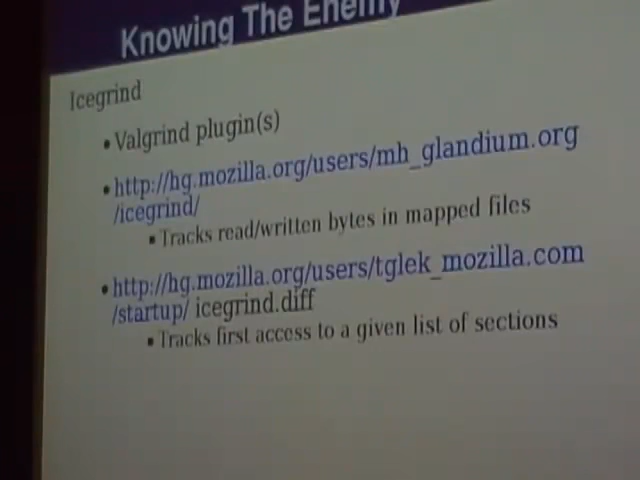 Knowing The Enemy
Icegrind
• Valgrind plugin(s)
• http://hg.mozilla.org/users/mh_glandium.org
/icegrind/
▪ Tracks read/written bytes in mapped files
• http://hg.mozilla.org/users/tglek_mozilla.com
/startup/ icegrind.diff
▪ Tracks first access to a given list of sections